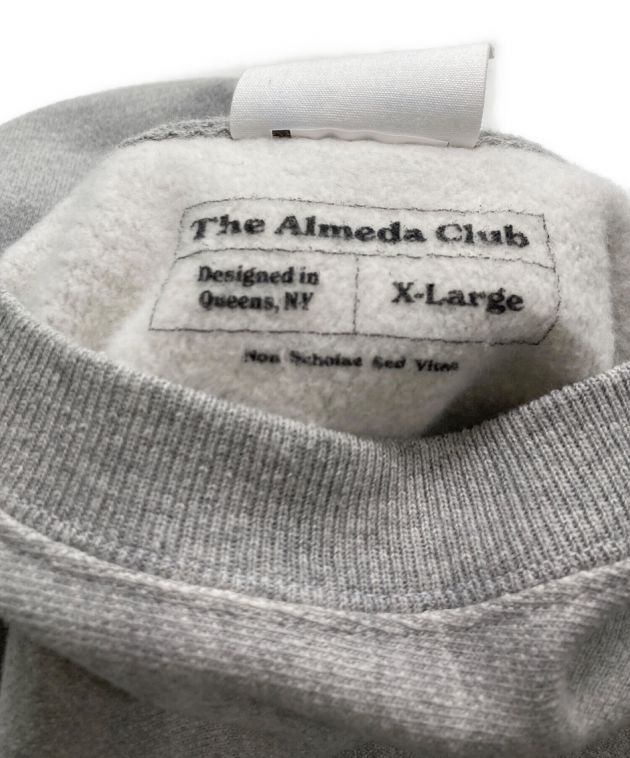 The Almeda Club
Designed in
Queens, NY
X-Large
Non Scholae Sed Vitae